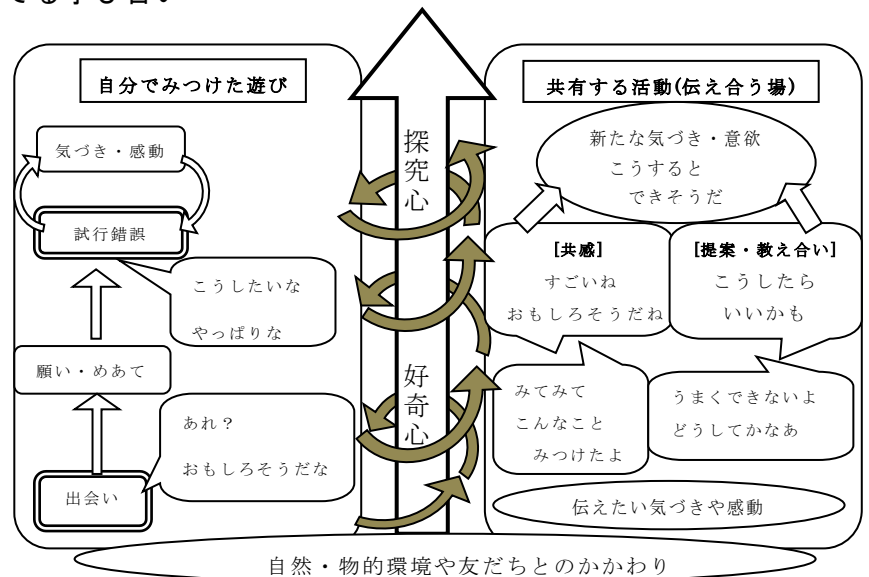 自分でみつけた遊び
気づき・感動
試行錯誤
こうしたいな
やっぱりな
願い・めあて
あれ？
おもしろそうだな
出会い
探究心
好奇心
共有する活動(伝え合う場)
新たな気づき・意欲
こうすると
できそうだ
[共感]
すごいね
おもしろそうだね
[提案・教え合い]
こうしたら
いいかも
みてみて
こんなこと
みつけたよ
うまくできないよ
どうしてかなあ
伝えたい気づきや感動
自然・物的環境や友だちとのかかわり